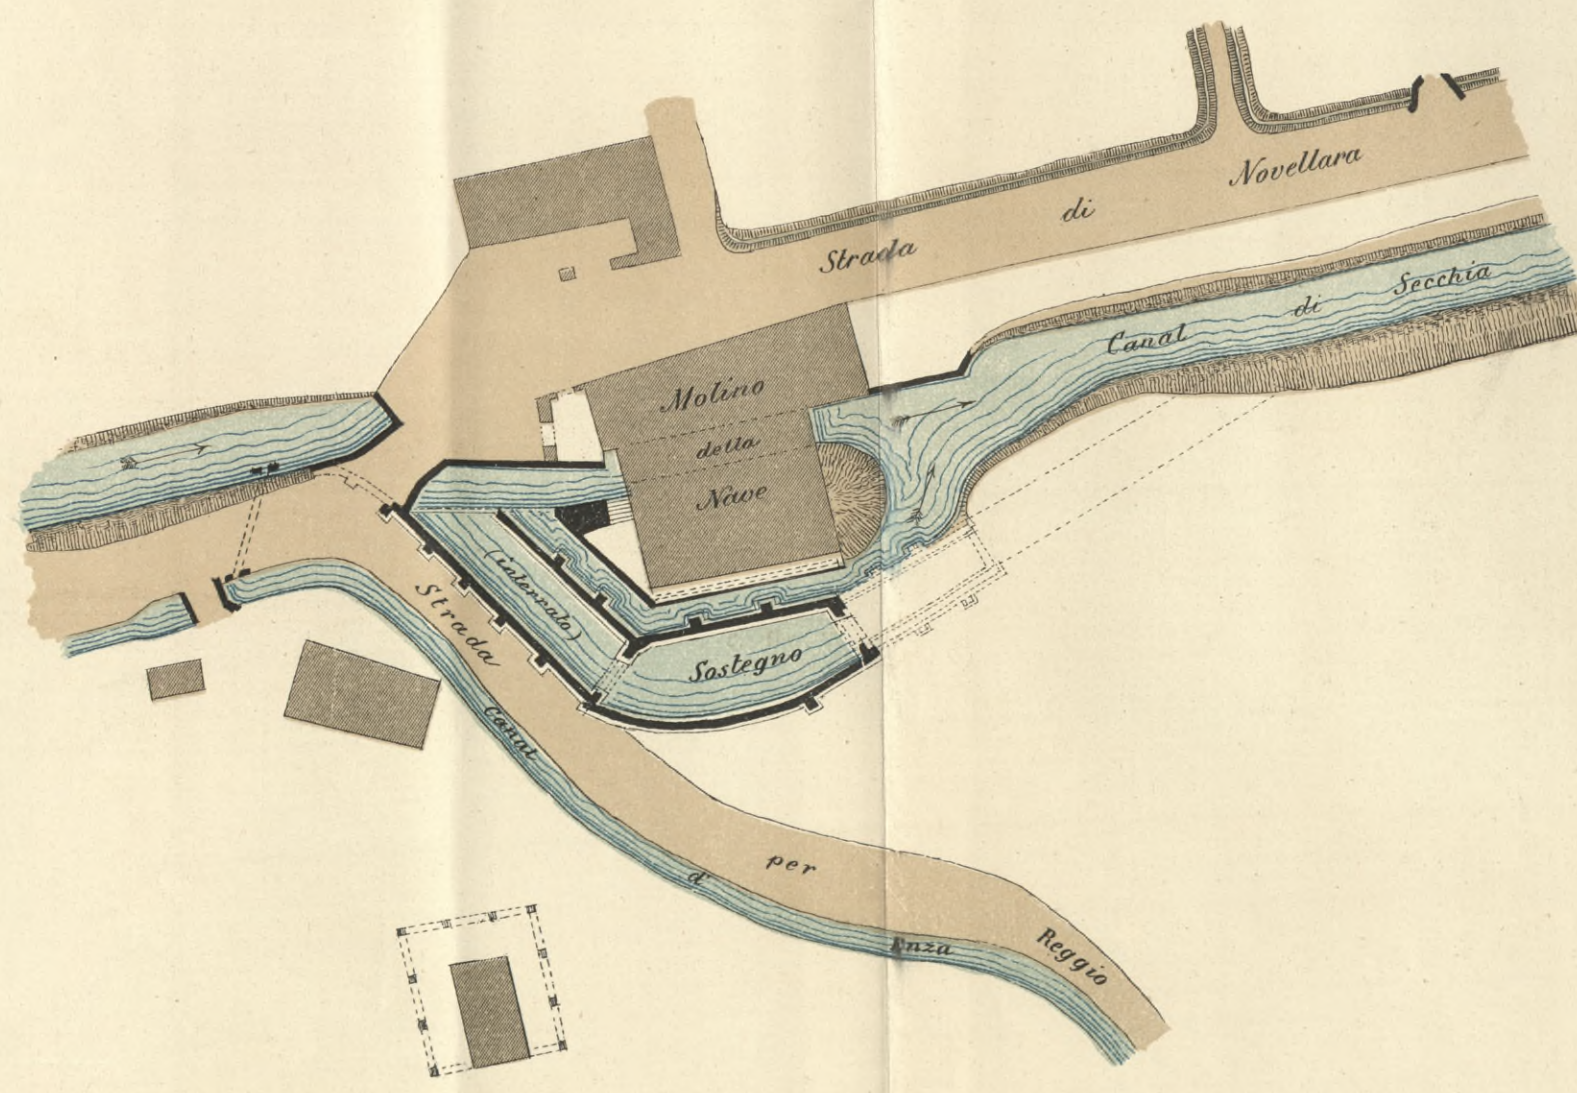 Strada di Novellara
Canal di Secchia
Molino
della
Nave
(interrato)
Sostegno
Strada per Reggio
Canal d' Enza